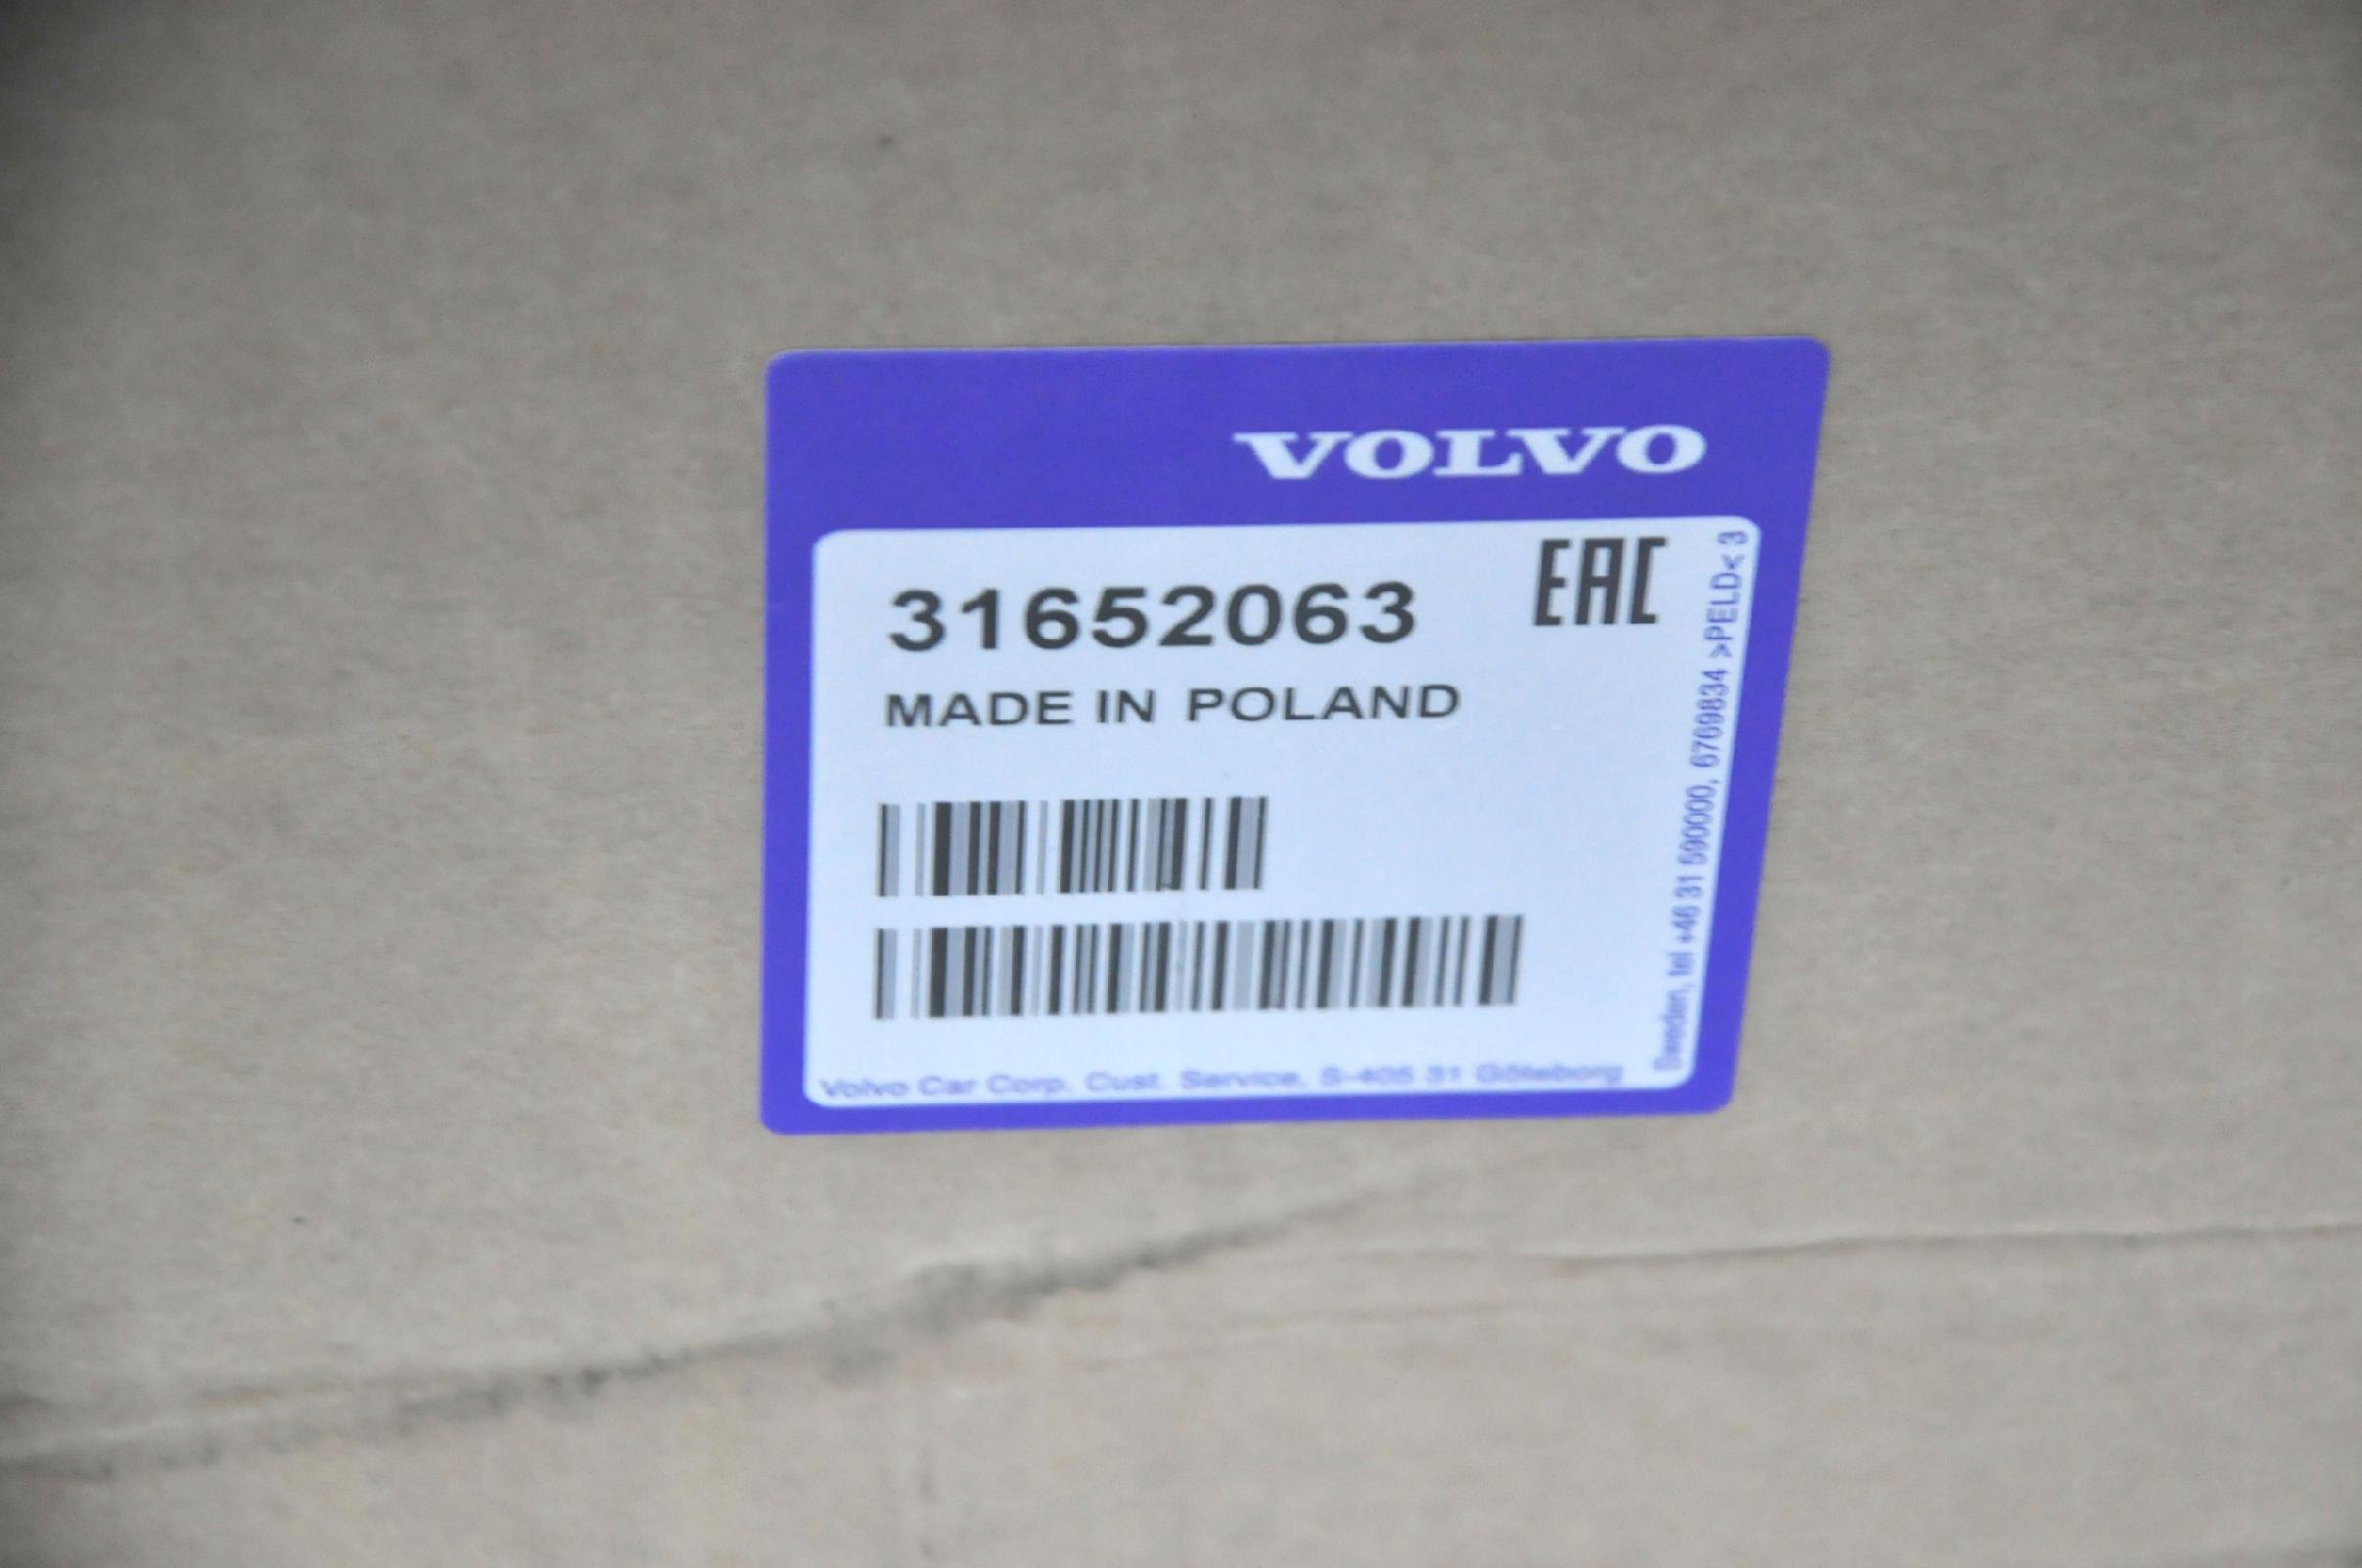 VOLVO
31652063
EAC
MADE IN POLAND
Volvo Car Corp. Cust. Service, S-405 31 Göteborg
Sweden, tel +46 31 590000, 6769834 >PELD< 3